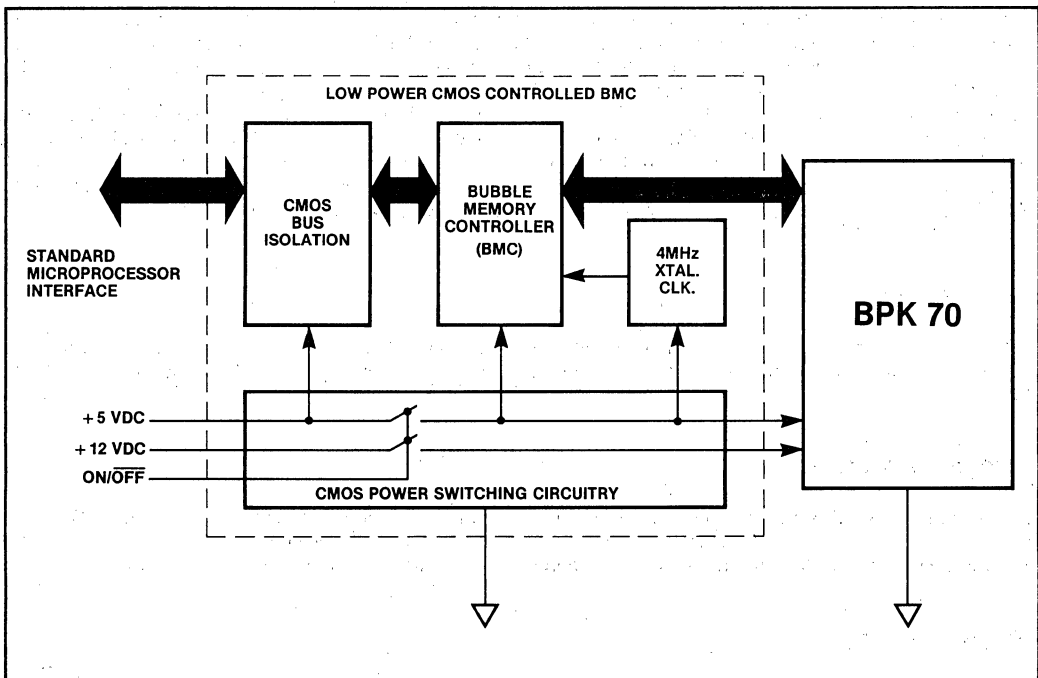 LOW POWER CMOS CONTROLLED BMC
CMOS
BUS
ISOLATION
BUBBLE
MEMORY
CONTROLLER
(BMC)
4MHz
XTAL.
CLK.
BPK 70
STANDARD
MICROPROCESSOR
INTERFACE
+5 VDC
+12 VDC
ON/OFF
CMOS POWER SWITCHING CIRCUITRY